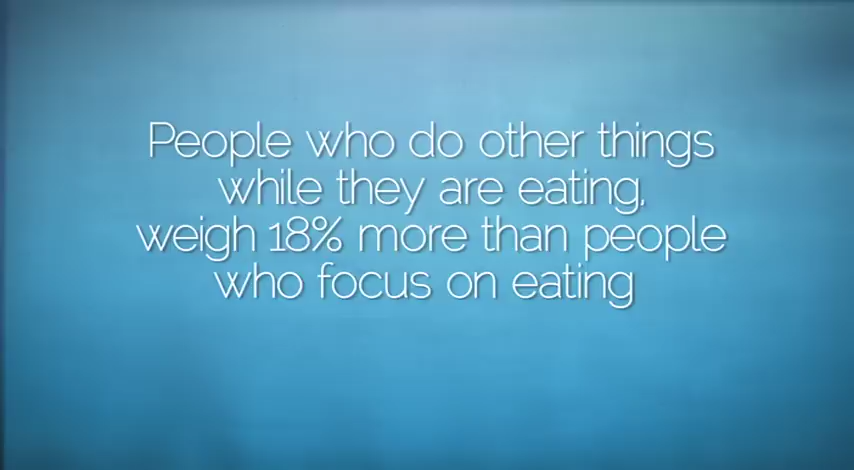 People who do other things
while they are eating,
weigh 18% more than people
who focus on eating